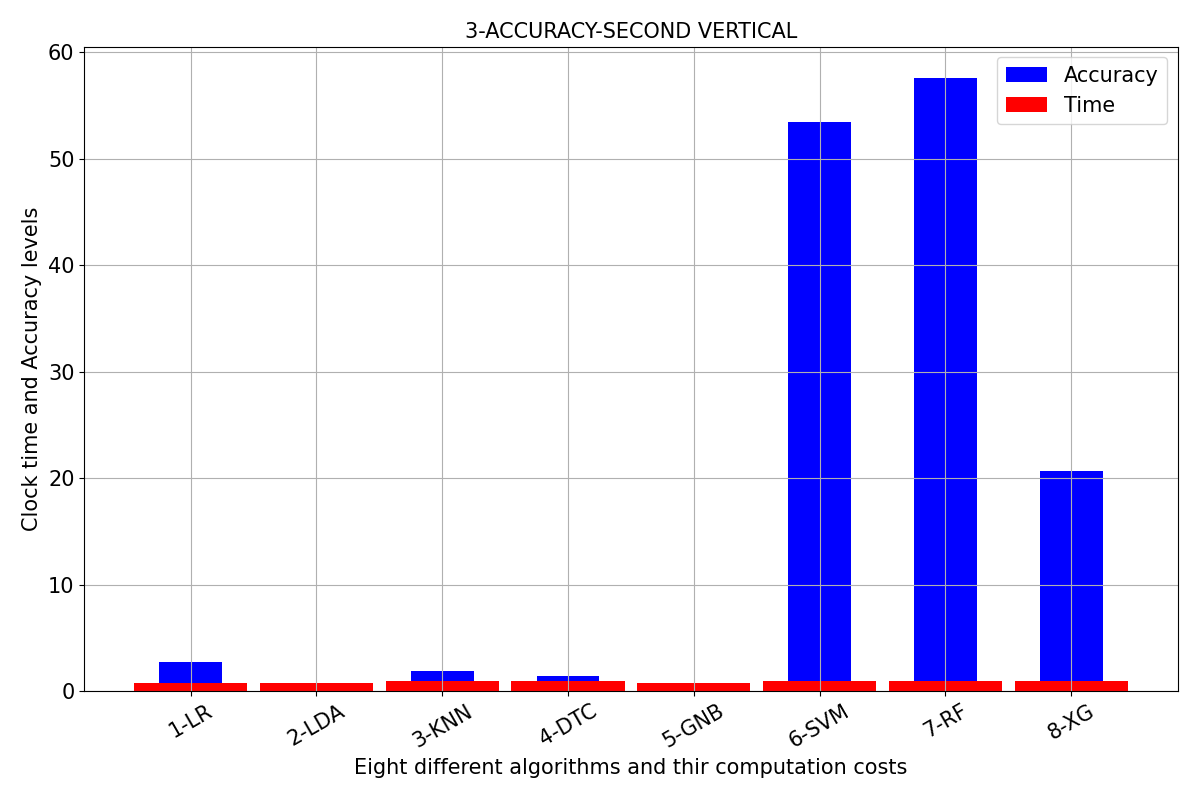 3-ACCURACY-SECOND VERTICAL
Accuracy
Time
Clock time and Accuracy levels
60
50
40
30
20
10
0
1-LR
2-LDA
3-KNN
4-DTC
5-GNB
6-SVM
7-RF
8-XG
Eight different algorithms and thir computation costs